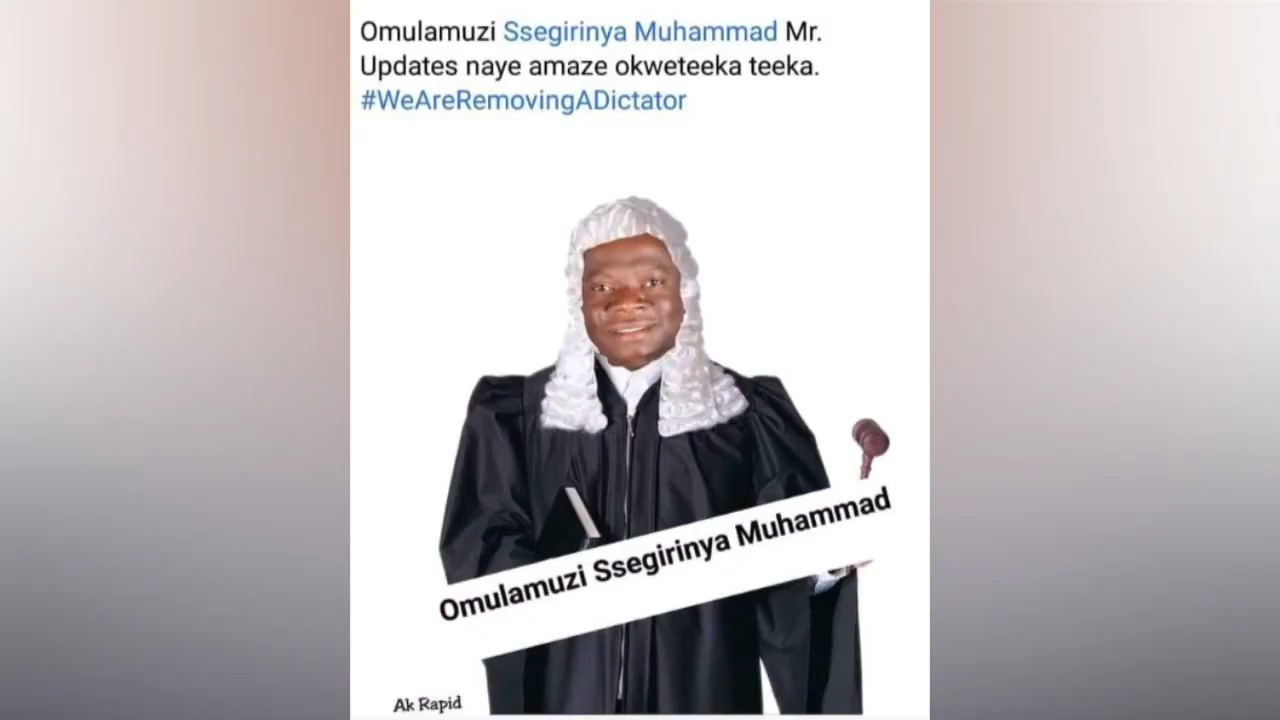 Omulamuzi Ssegirinya Muhammad Mr.
Updates naye amaze okweteeka teeka.
#WeAreRemovingADictator
Omulamuzi Ssegirinya Muhammad
Ak Rapid